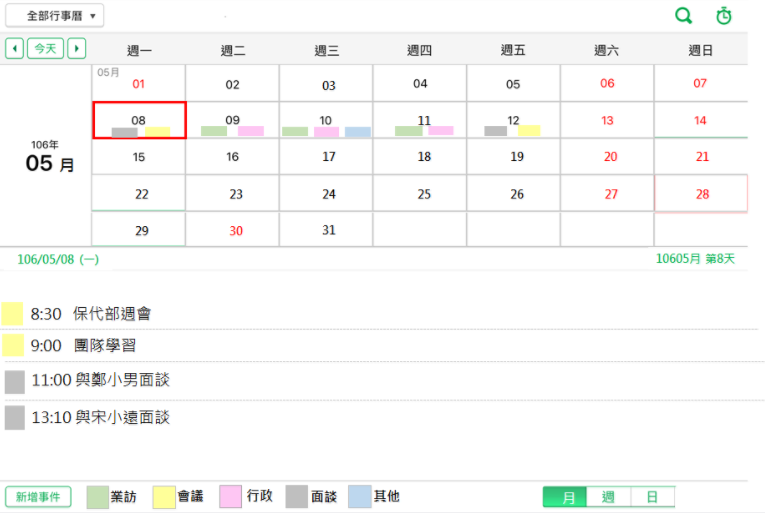 全部行事曆 ▼
今天 週一 週二 週三 週四 週五 週六 週日
05月
01 02 03 04 05 06 07
08 09 10 11 12 13 14
106年
05 月
15 16 17 18 19 20 21
22 23 24 25 26 27 28
29 30 31
106/05/08 (一) 10605月 第8天
8:30 保代部週會
9:00 團隊學習
11:00 與鄭小男面談
13:10 與宋小遠面談
新增事件 業訪 會議 行政 面談 其他 月 週 日